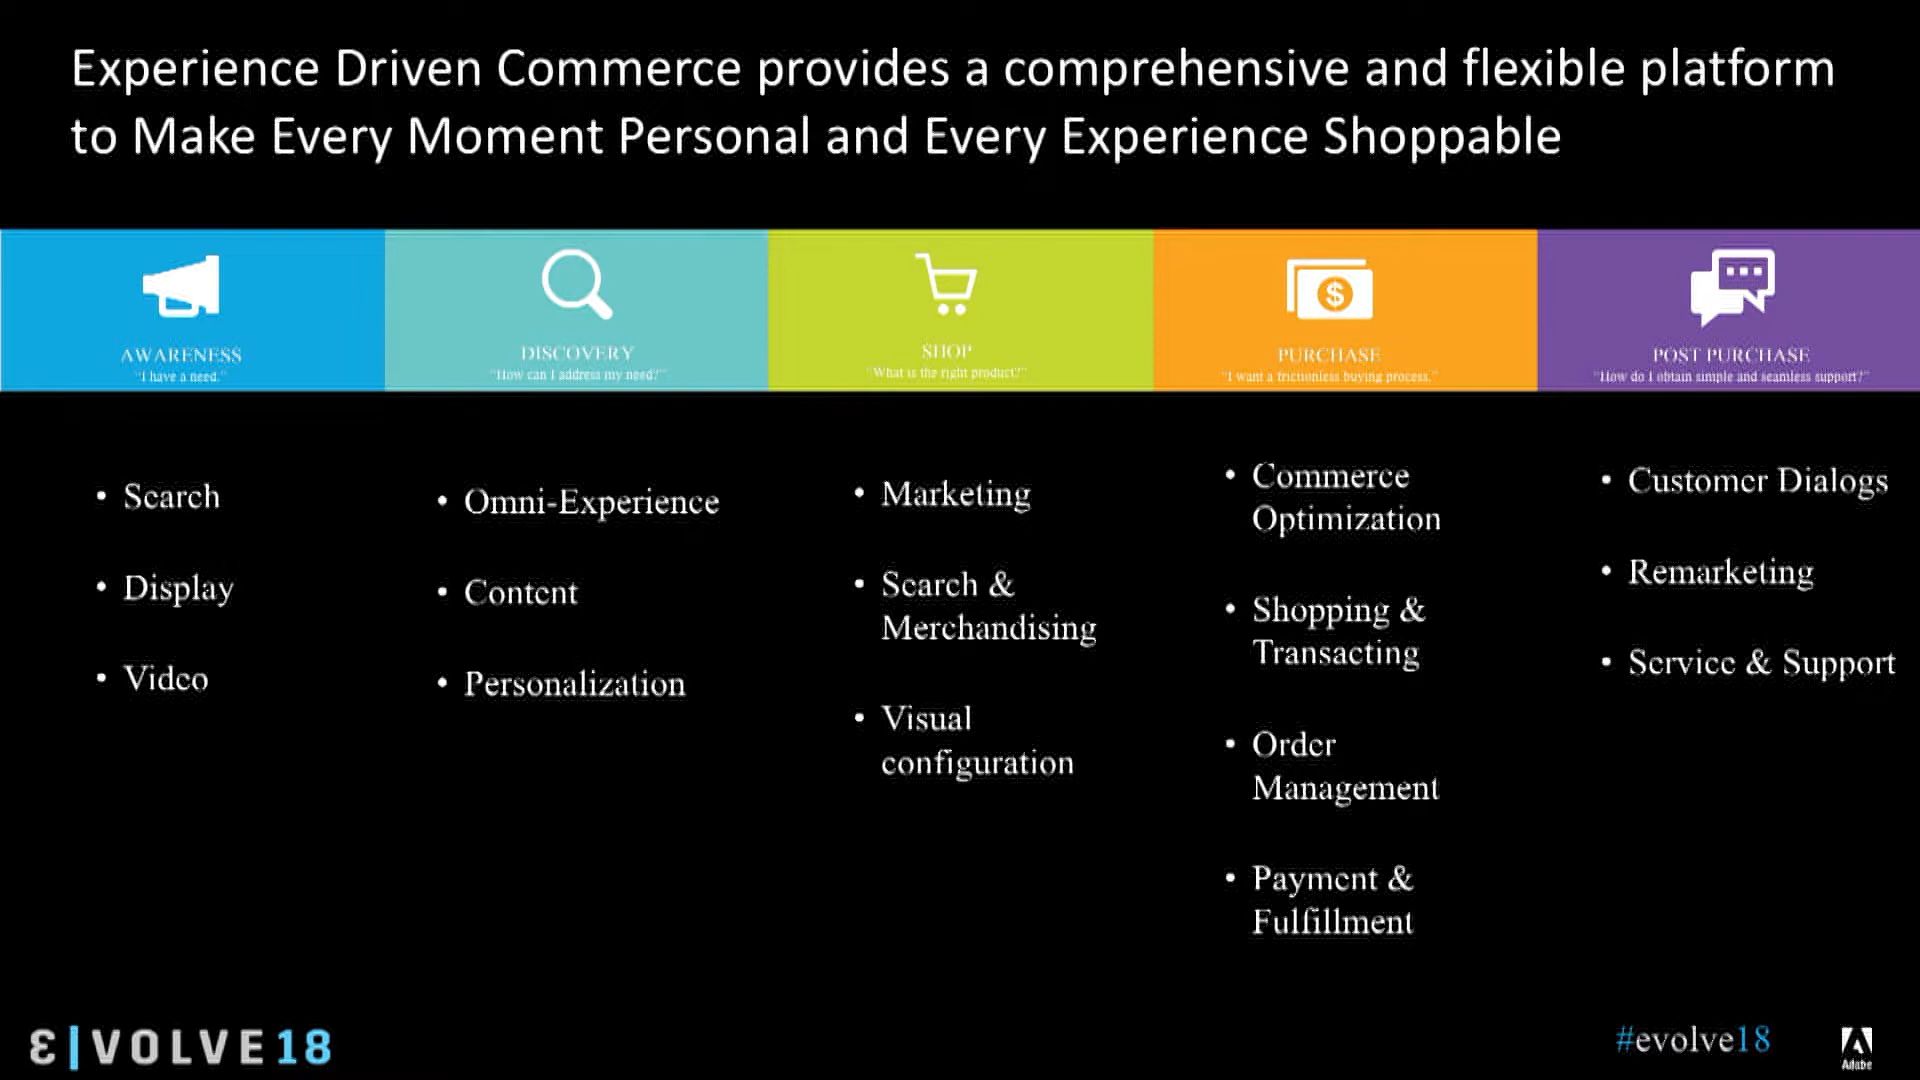 Experience Driven Commerce provides a comprehensive and flexible platform
to Make Every Moment Personal and Every Experience Shoppable
AWARENESS
"I have a need."
DISCOVERY
"How can I address my need?"
SHOP
"What is the right product?"
PURCHASE
"I want a frictionless buying process."
POST PURCHASE
"How do I obtain simple and seamless support?"
• Search
• Display
• Video
• Omni-Experience
• Content
• Personalization
• Marketing
• Search &
Merchandising
• Visual
configuration
• Commerce
Optimization
• Shopping &
Transacting
• Order
Management
• Payment &
Fulfillment
• Customer Dialogs
• Remarketing
• Service & Support
Ɛ|VOLVE18
#evolve18
Adobe